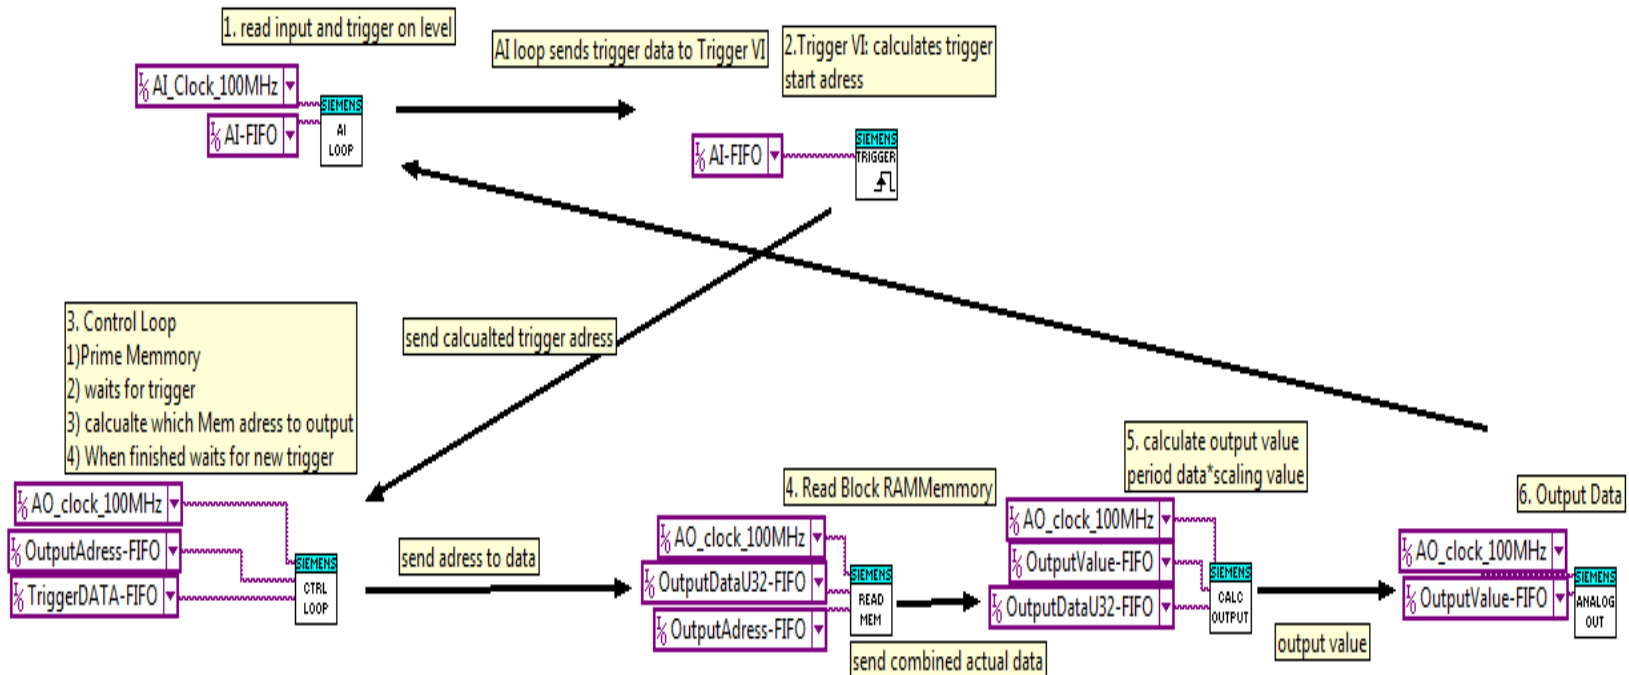 1. read input and trigger on level
AI loop sends trigger data to Trigger VI
2.Trigger VI: calculates trigger
start adress
AI_Clock_100MHz
AI-FIFO
SIEMENS
AI
LOOP
AI-FIFO
SIEMENS
TRIGGER
3. Control Loop
1)Prime Memmory
2) waits for trigger
3) calcualte which Mem adress to output
4) When finished waits for new trigger
send calcualted trigger adress
AO_clock_100MHz
OutputAdress-FIFO
TriggerDATA-FIFO
SIEMENS
CTRL
LOOP
send adress to data
4. Read Block RAMMemmory
AO_clock_100MHz
OutputDataU32-FIFO
OutputAdress-FIFO
SIEMENS
READ
MEM
send combined actual data
5. calculate output value
period data*scaling value
AO_clock_100MHz
OutputValue-FIFO
OutputDataU32-FIFO
SIEMENS
CALC
OUTPUT
output value
6. Output Data
AO_clock_100MHz
OutputValue-FIFO
SIEMENS
ANALOG
OUT